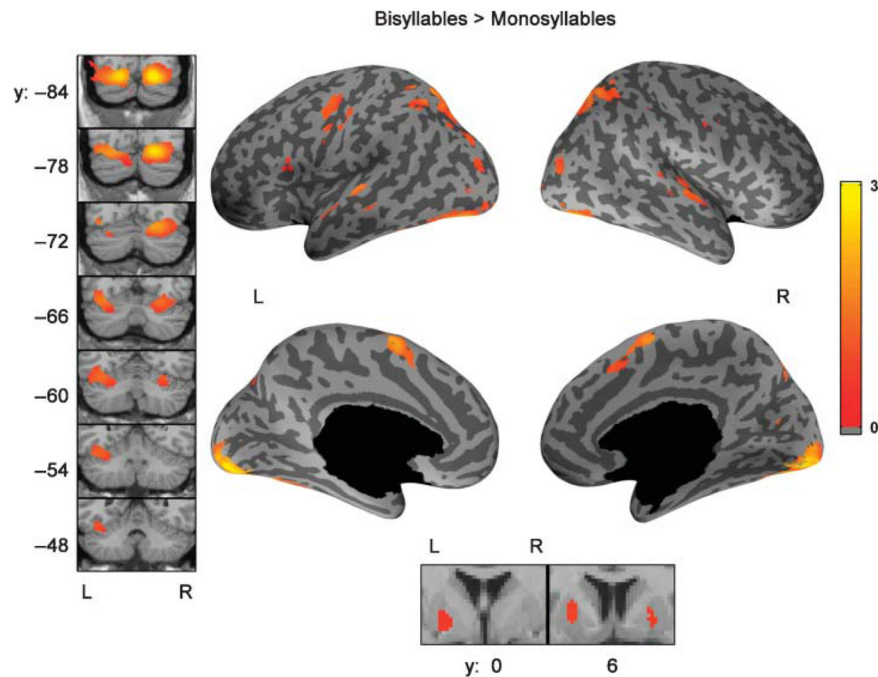 Bisyllables > Monosyllables
y: –84
–78
–72
–66
–60
–54
–48
L R
L R
3
0
L R
y: 0 6